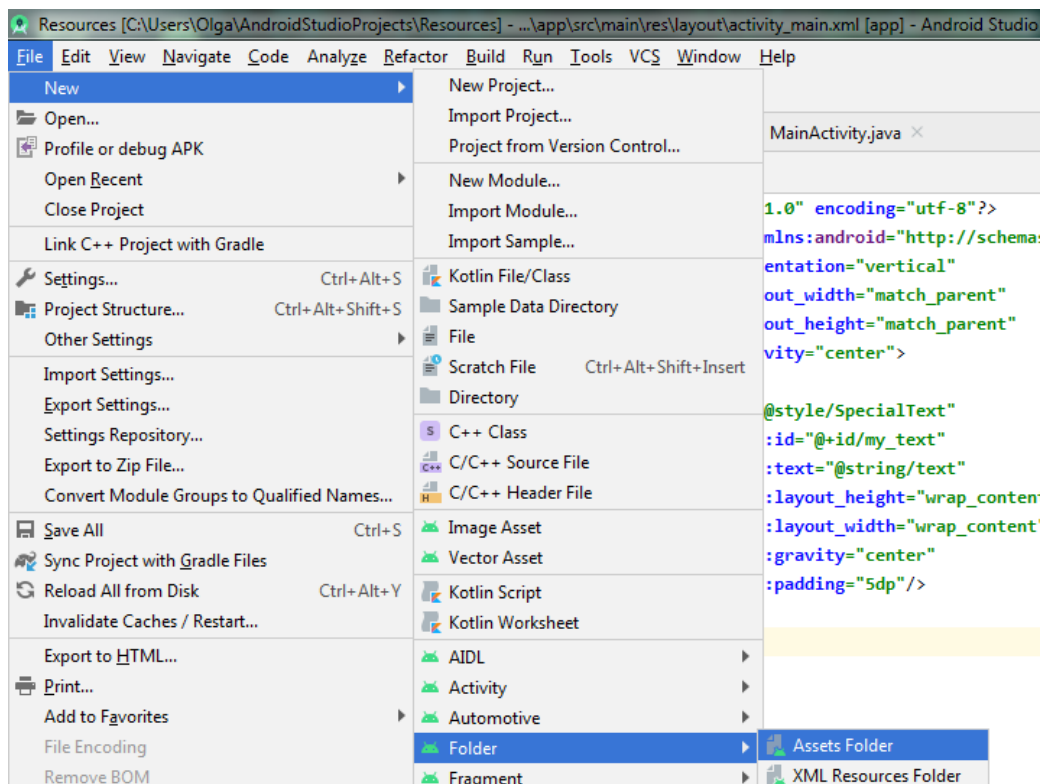 Resources [C:\Users\Olga\AndroidStudioProjects\Resources] - ...\app\src\main\res\layout\activity_main.xml [app] - Android Studio
File Edit View Navigate Code Analyze Refactor Build Run Tools VCS Window Help
New
Open...
Profile or debug APK
Open Recent
Close Project
Link C++ Project with Gradle
Settings... Ctrl+Alt+S
Project Structure... Ctrl+Alt+Shift+S
Other Settings
Import Settings...
Export Settings...
Settings Repository...
Export to Zip File...
Convert Module Groups to Qualified Names...
Save All Ctrl+S
Sync Project with Gradle Files
Reload All from Disk Ctrl+Alt+Y
Invalidate Caches / Restart...
Export to HTML...
Print...
Add to Favorites
File Encoding
Remove BOM
New Project...
Import Project...
Project from Version Control...
New Module...
Import Module...
Import Sample...
Kotlin File/Class
Sample Data Directory
File
Scratch File Ctrl+Alt+Shift+Insert
Directory
S C++ Class
C++ C/C++ Source File
H C/C++ Header File
Image Asset
Vector Asset
Kotlin Script
Kotlin Worksheet
AIDL
Activity
Automotive
Folder
Fragment
Assets Folder
XML Resources Folder
MainActivity.java
1.0" encoding="utf-8"?>
mlns:android="http://schemas
entation="vertical"
out_width="match_parent"
out_height="match_parent"
vity="center">
@style/SpecialText"
:id="@+id/my_text"
:text="@string/text"
:layout_height="wrap_content
:layout_width="wrap_content"
:gravity="center"
:padding="5dp"/>